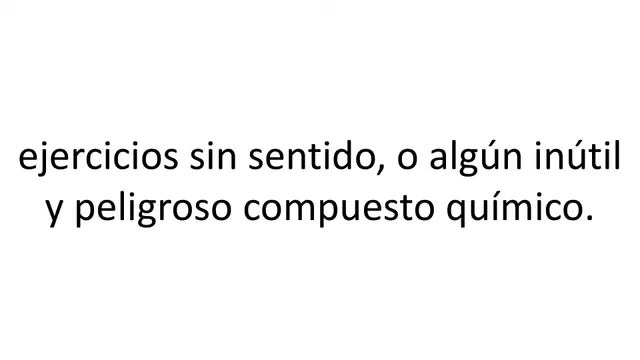 ejercicios sin sentido, o algún inútil
y peligroso compuesto químico.